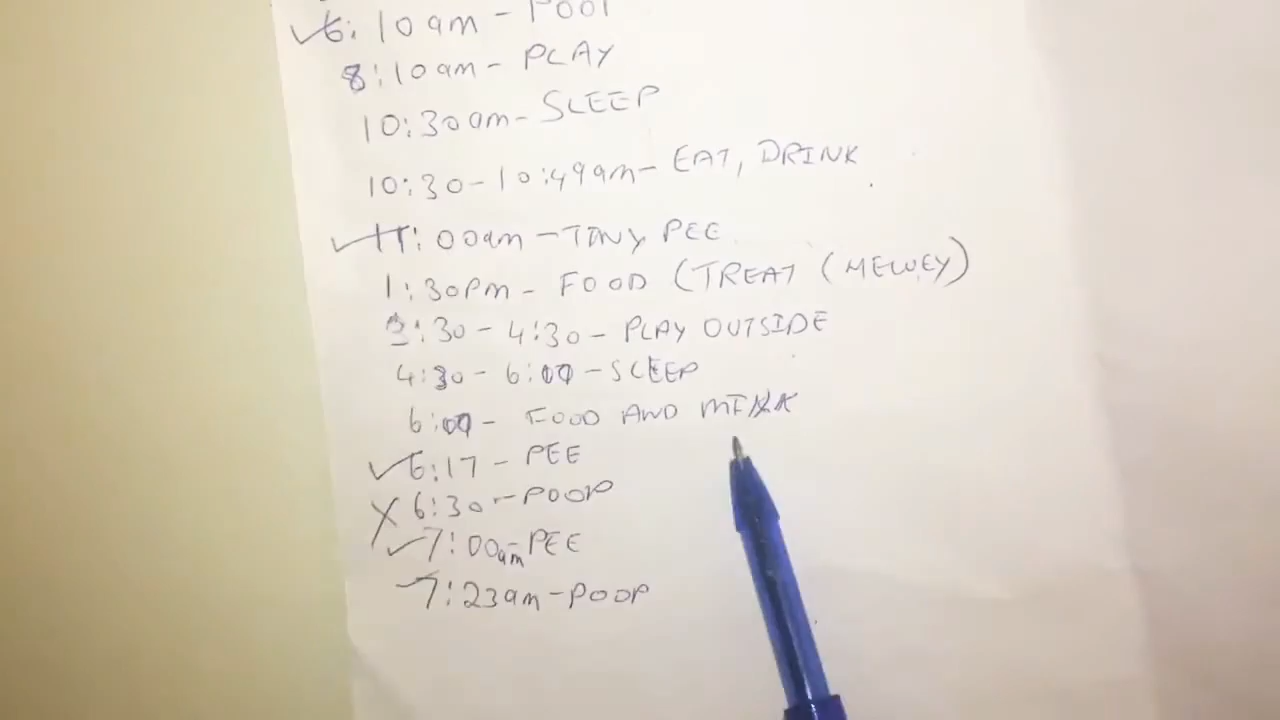 6:10am - POOP
8:10am - PLAY
10:30am - SLEEP
10:30 - 10:49am - EAT, DRINK
11:00am - TINY PEE
1:30PM - FOOD (TREAT (MEWEY)
3:30 - 4:30 - PLAY OUTSIDE
4:30 - 6:00 - SLEEP
6:00 - FOOD AND MILK
6:17 - PEE
X 6:30 - POOP
7:00am PEE
7:23am - POOP